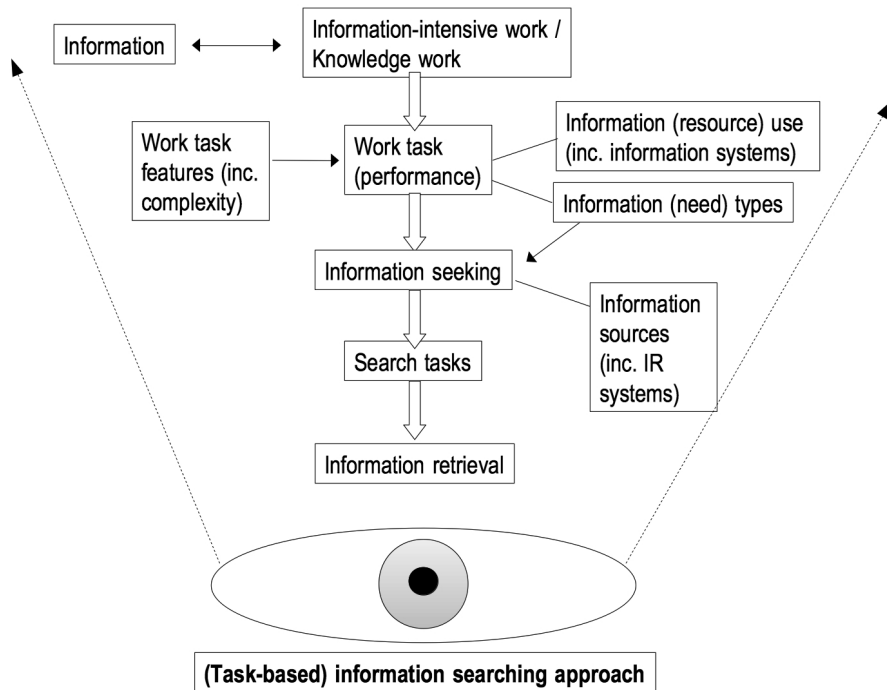 Information
Information-intensive work /
Knowledge work
Work task
features (inc.
complexity)
Work task
(performance)
Information (resource) use
(inc. information systems)
Information (need) types
Information seeking
Information
sources
(inc. IR
systems)
Search tasks
Information retrieval
(Task-based) information searching approach